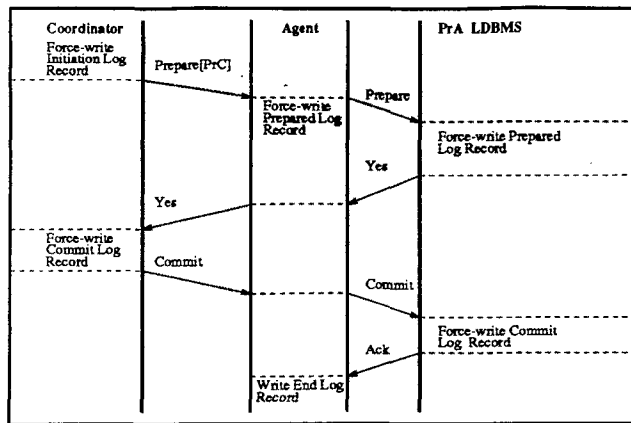 Coordinator Agent PrA LDBMS
Force-write
Initiation Log
Record
Prepare[PrC]
Force-write
Prepared Log
Record
Prepare
Force-write Prepared
Log Record
Yes
Yes
Force-write
Commit Log
Record
Commit
Commit
Force-write Commit
Log Record
Ack
Write End Log
Record